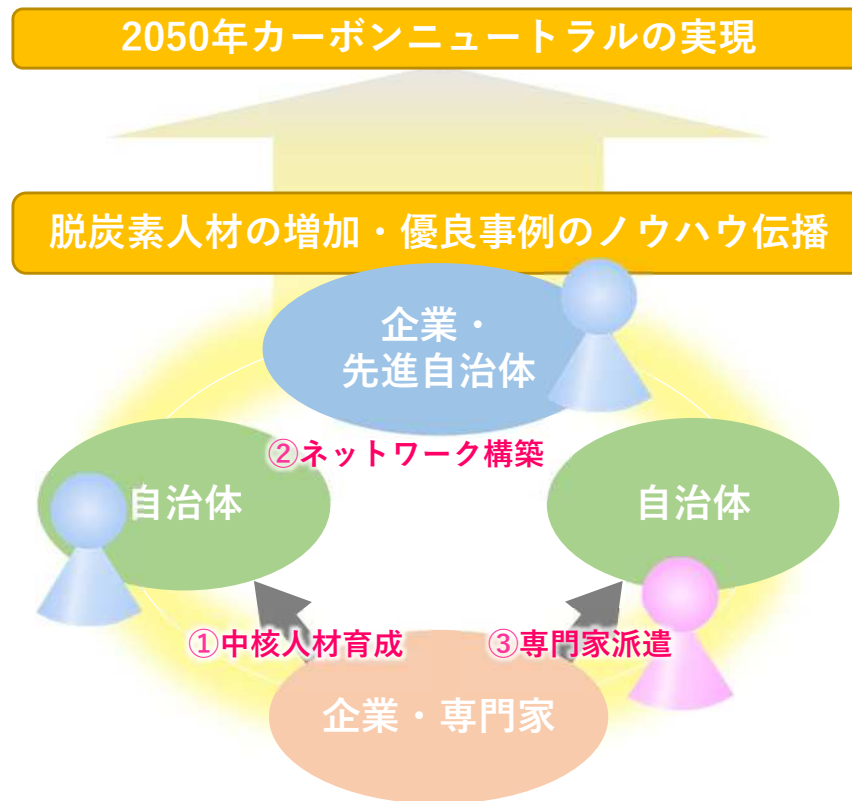 2050年カーボンニュートラルの実現
脱炭素人材の増加・優良事例のノウハウ伝播
企業・
先進自治体
②ネットワーク構築
自治体
自治体
①中核人材育成
③専門家派遣
企業・専門家